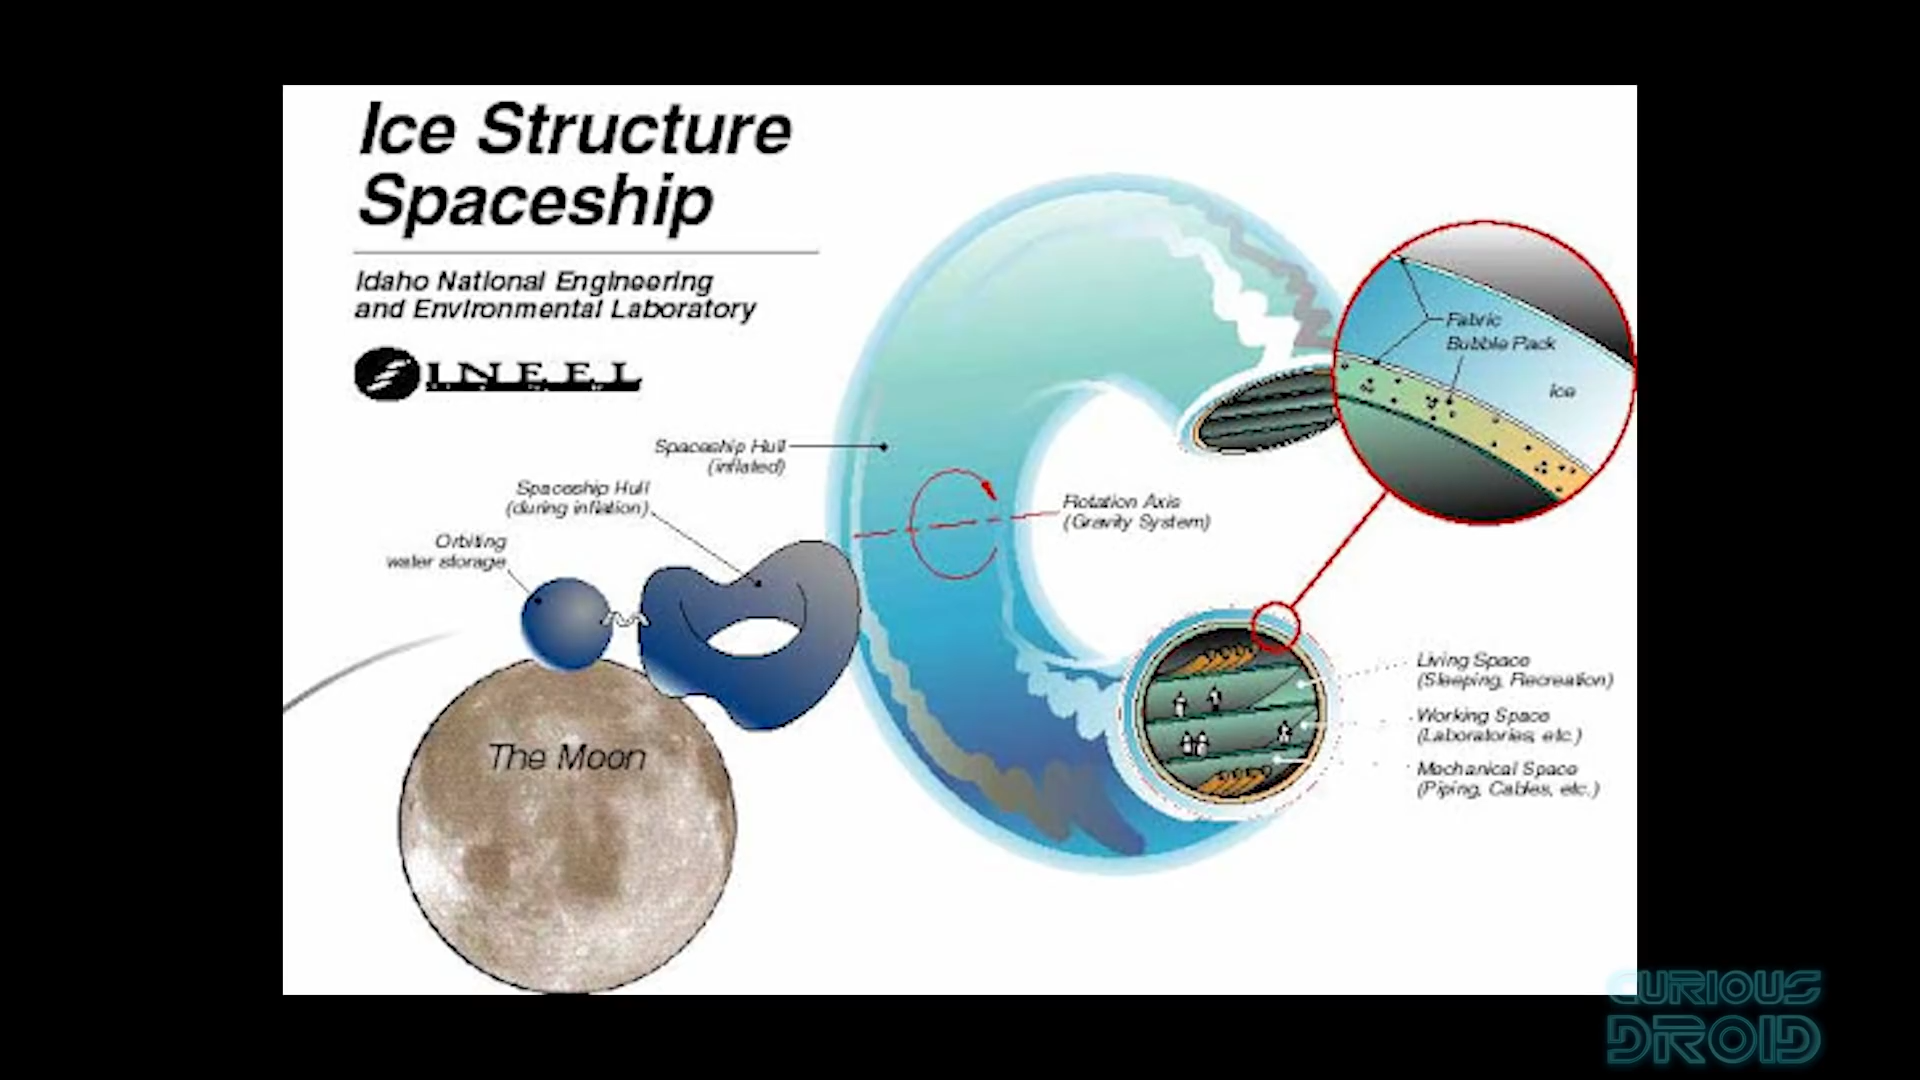 Ice Structure
Spaceship
Idaho National Engineering
and Environmental Laboratory
INEEL
Spaceship Hull
(inflated)
Spaceship Hull
(during inflation)
Orbiting
water storage
The Moon
Rotation Axis
(Gravity System)
Fabric
Bubble Pack
Ice
Living Space
(Sleeping, Recreation)
Working Space
(Laboratories, etc.)
Mechanical Space
(Piping, Cables, etc.)
CURIOUS
DROID